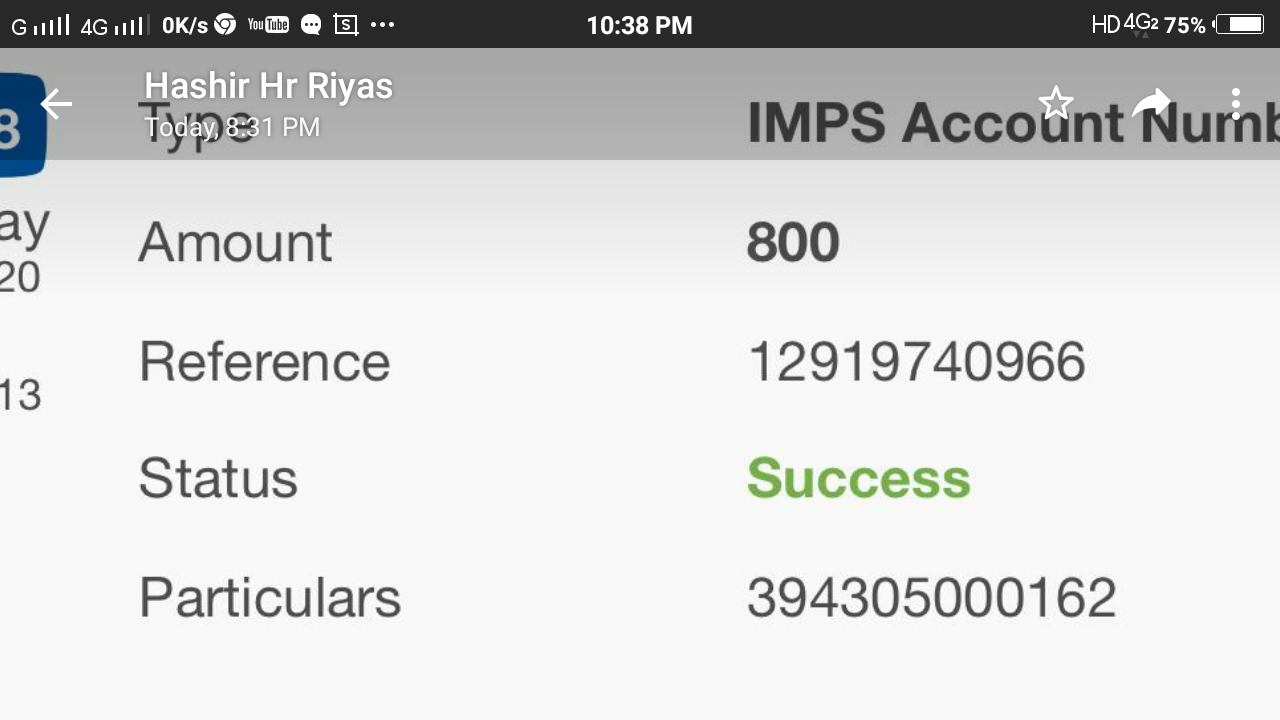 G 4G 0K/s YouTube S 10:38 PM HD 4G2 75%
Hashir Hr Riyas
Today, 8:31 PM
8
Type IMPS Account Numb
ay
Amount 800
20
Reference 12919740966
13
Status Success
Particulars 394305000162